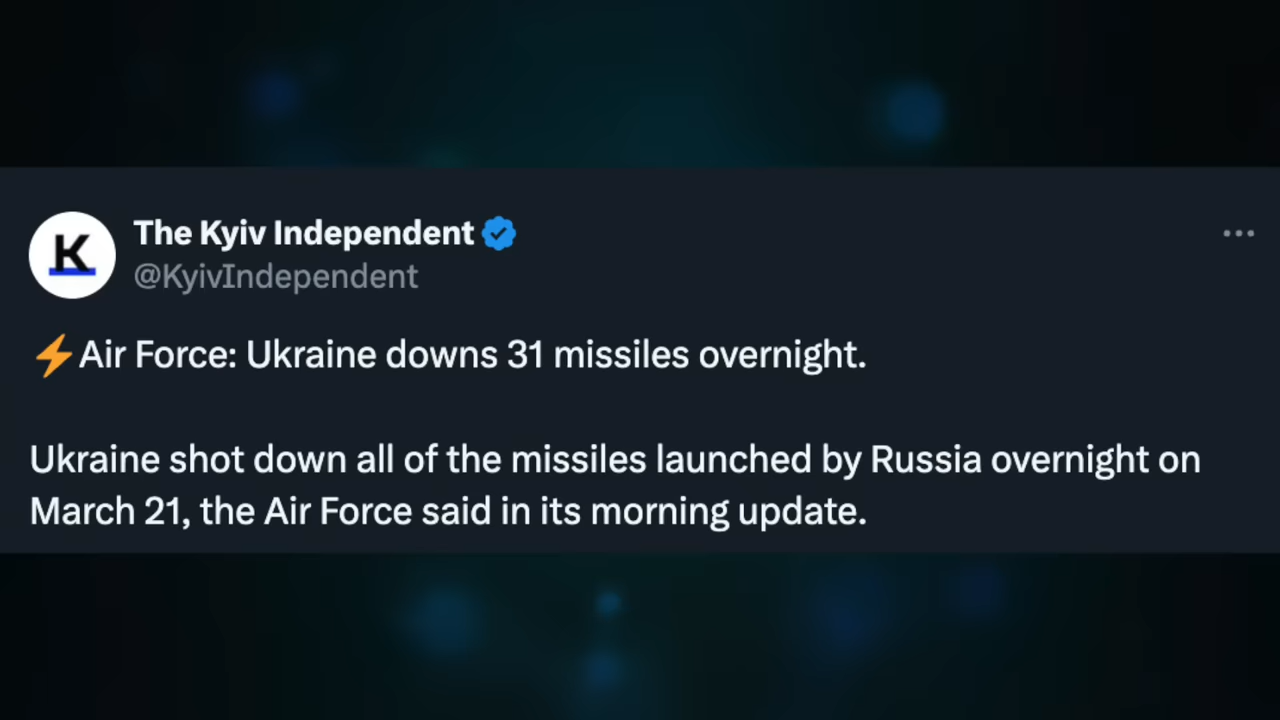 K
The Kyiv Independent
@KyivIndependent
⚡Air Force: Ukraine downs 31 missiles overnight.
Ukraine shot down all of the missiles launched by Russia overnight on
March 21, the Air Force said in its morning update.